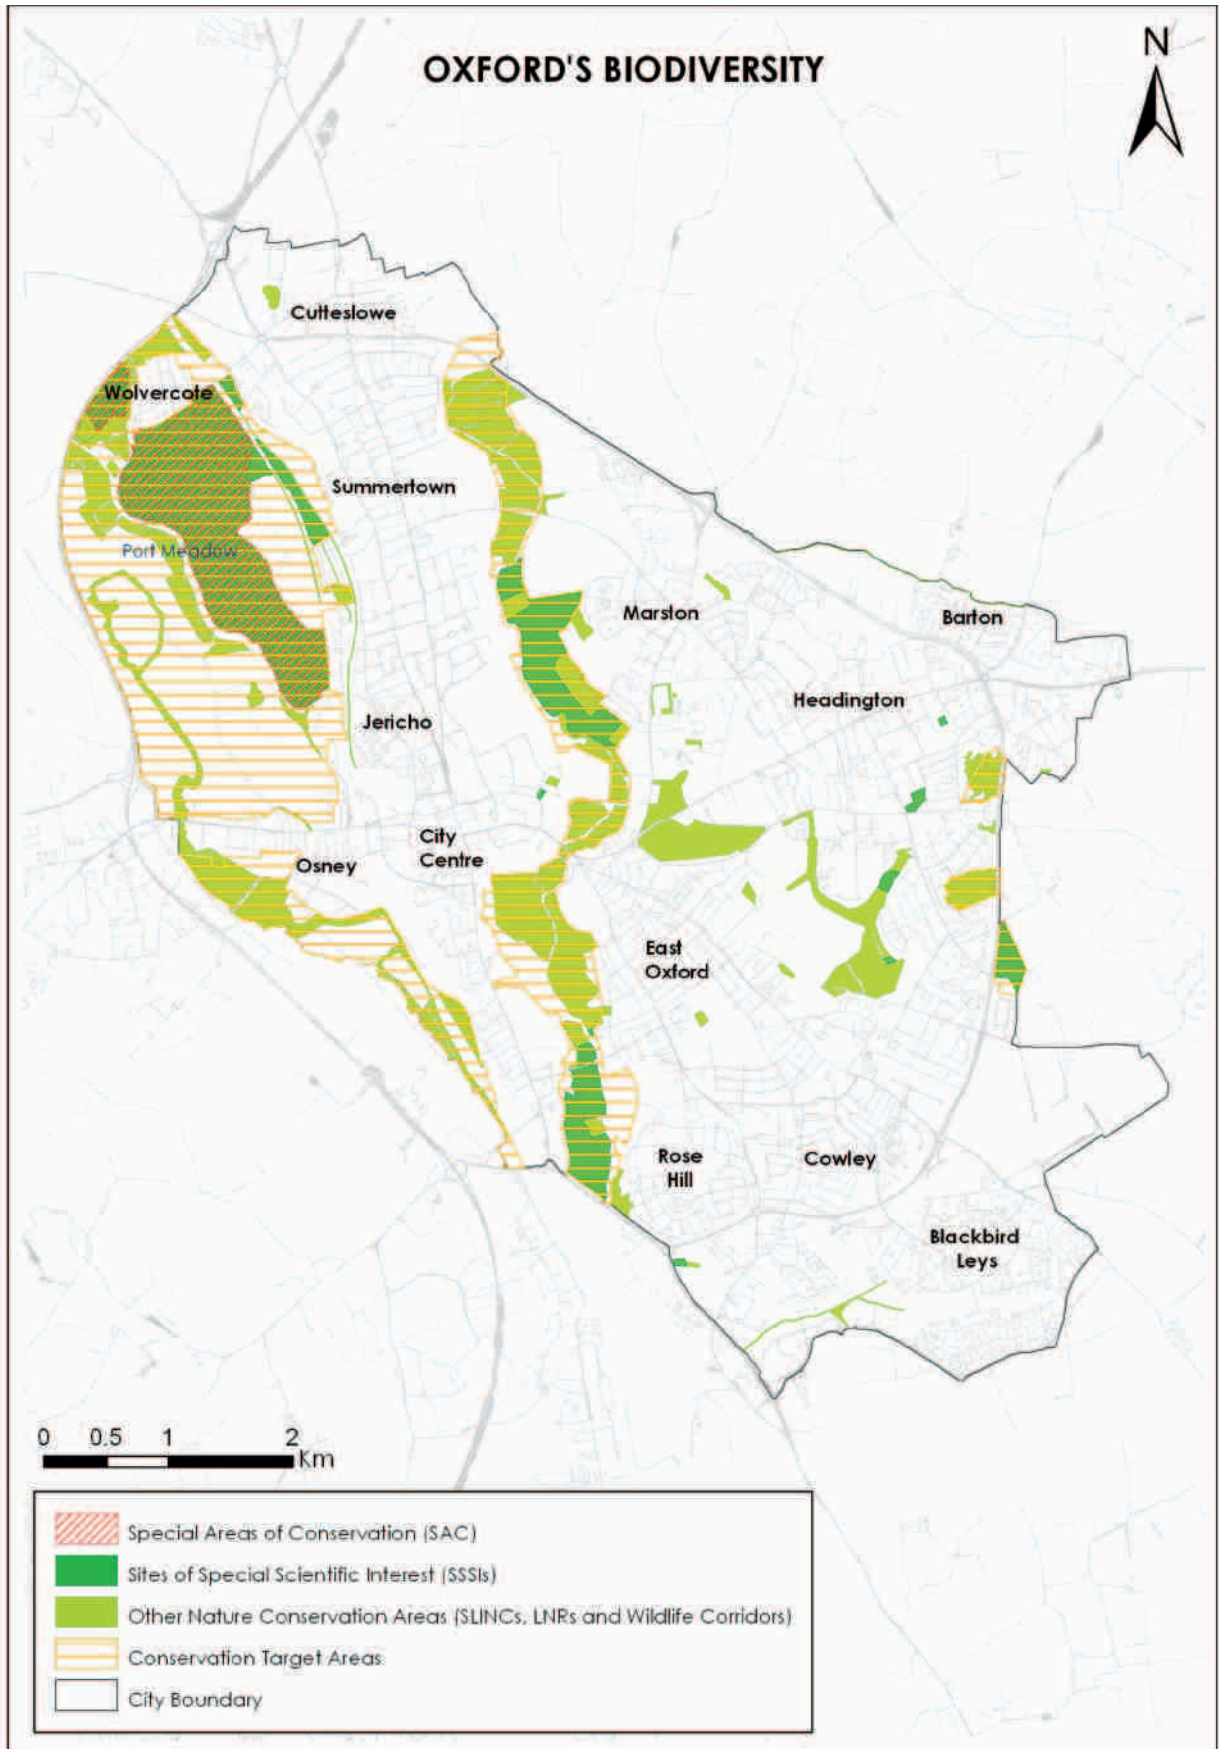 OXFORD'S BIODIVERSITY
N
Cutteslowe
Wolvercote
Summertown
Port Meadow
Marston
Barton
Headington
Jericho
City
Centre
Osney
East
Oxford
Rose
Hill
Cowley
Blackbird
Leys
0 0.5 1 2
Km
Special Areas of Conservation (SAC)
Sites of Special Scientific Interest (SSSIs)
Other Nature Conservation Areas (SLINCs, LNRs and Wildlife Corridors)
Conservation Target Areas
City Boundary